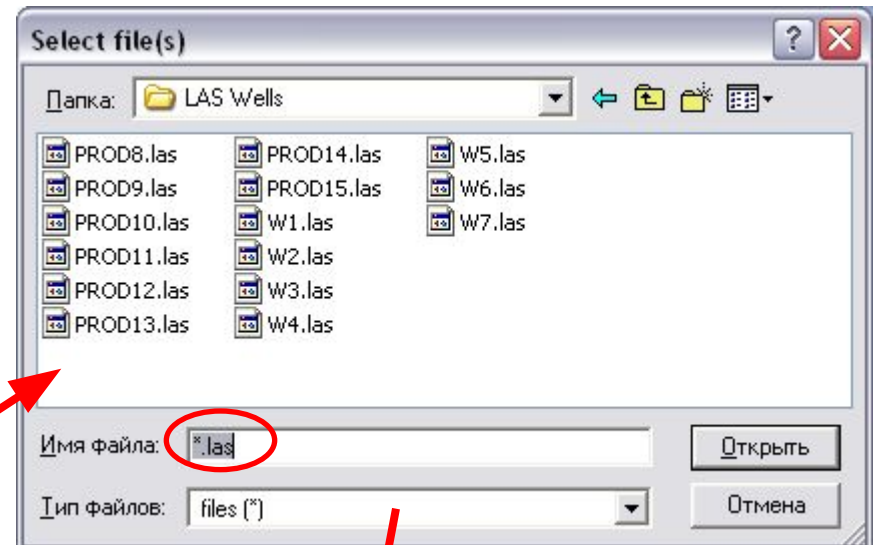 Select file(s)
Папка: LAS Wells
PROD8.las PROD14.las W5.las
PROD9.las PROD15.las W6.las
PROD10.las W1.las W7.las
PROD11.las W2.las
PROD12.las W3.las
PROD13.las W4.las
Имя файла: *.las Открыть
Тип файлов: files (*) Отмена